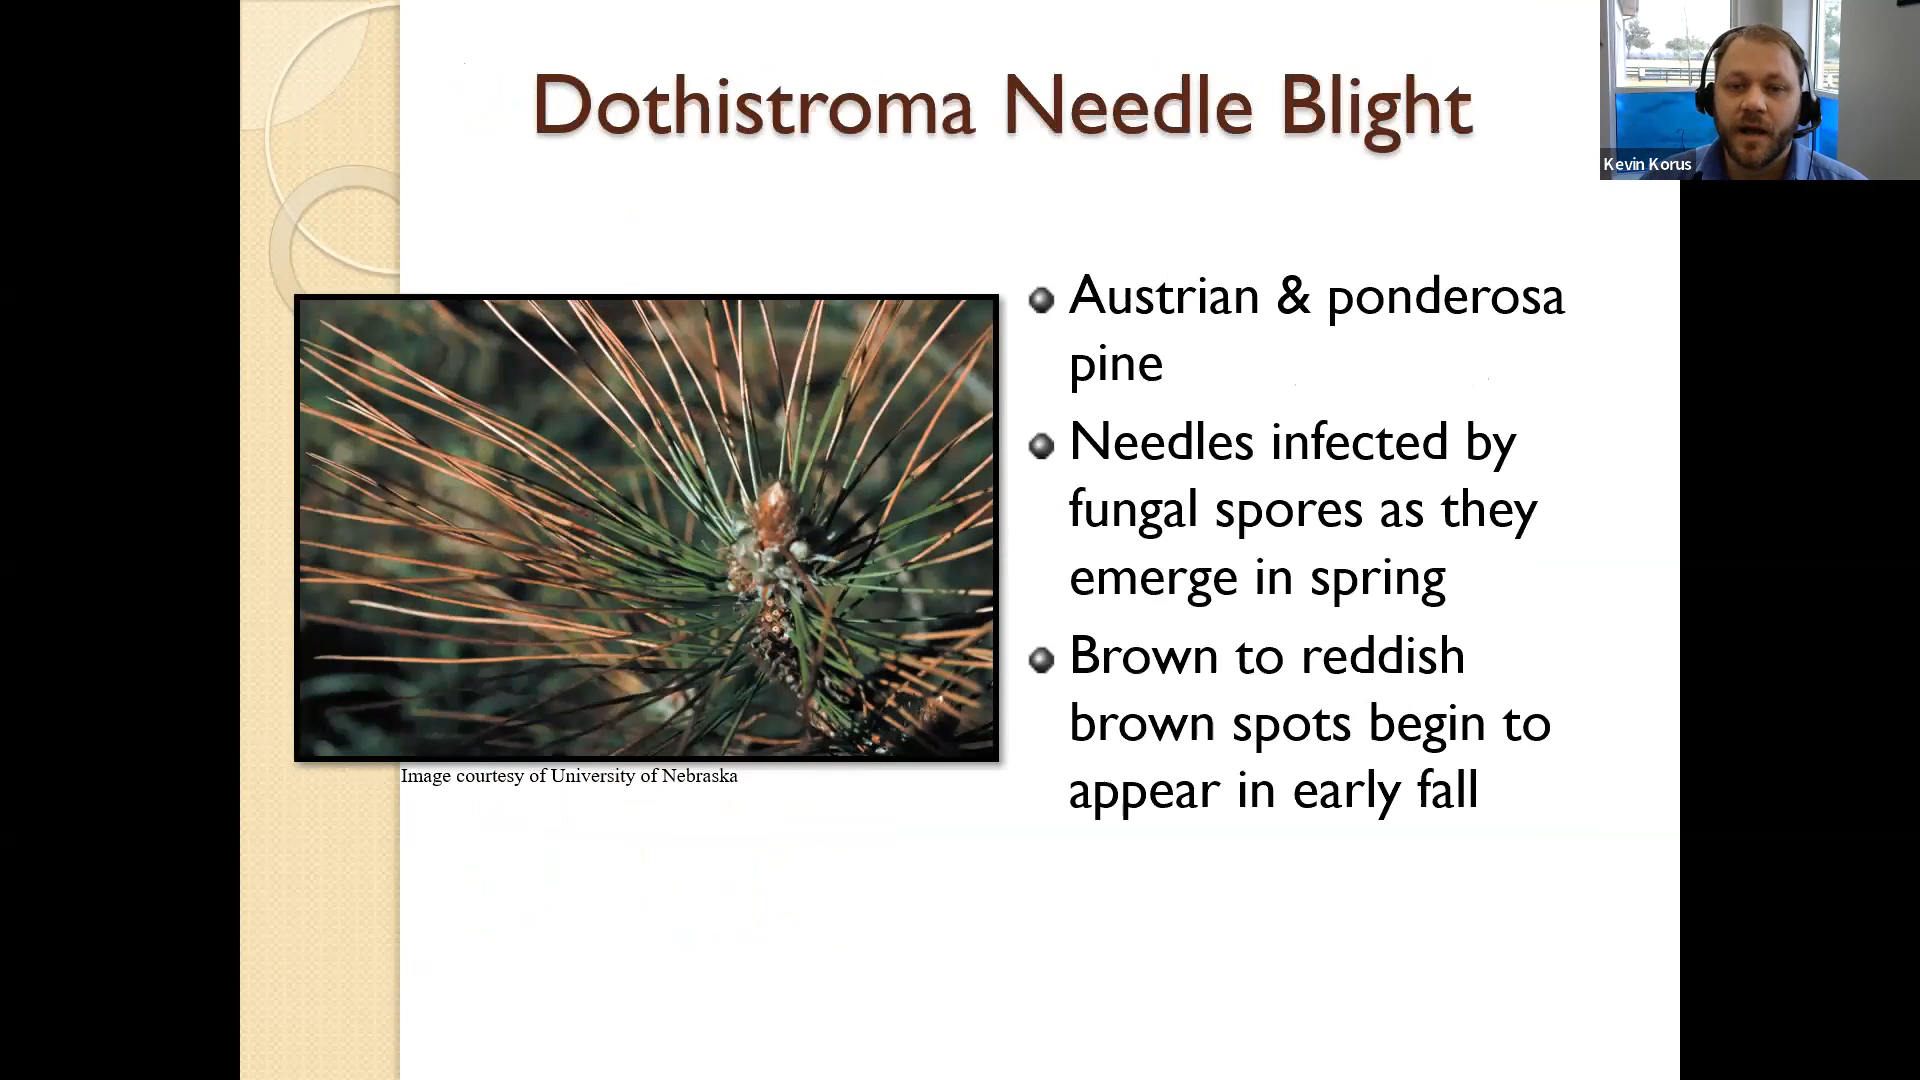 Dothistroma Needle Blight
Kevin Korus
Austrian & ponderosa
pine
Needles infected by
fungal spores as they
emerge in spring
Brown to reddish
brown spots begin to
appear in early fall
Image courtesy of University of Nebraska